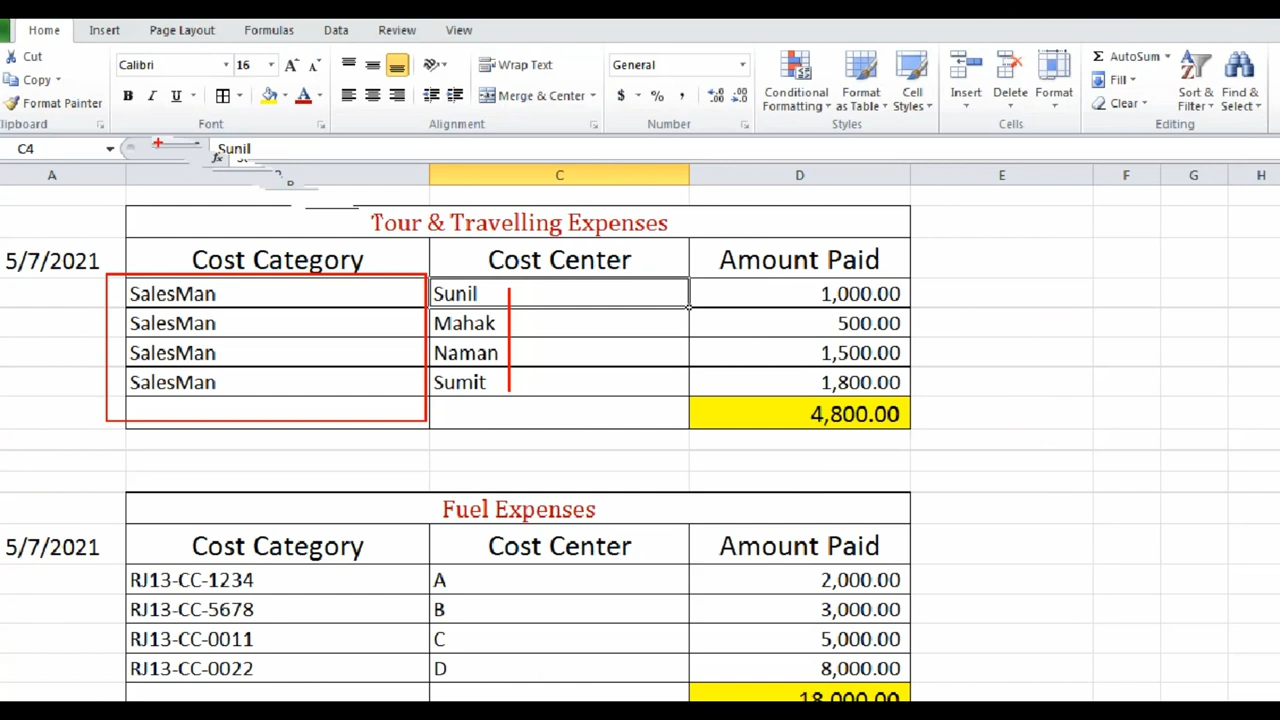 Home Insert Page Layout Formulas Data Review View
Cut Calibri 16 A A Wrap Text General AutoSum
Copy Fill
Format Painter B I U A Merge & Center $ % , Conditional Formatting Format as Table Cell Styles Insert Delete Format Clear Sort & Filter Find & Select
Font Alignment Number Styles Cells Editing
C4 fx Sunil
A C D E F G H
Tour & Travelling Expenses
5/7/2021 Cost Category Cost Center Amount Paid
SalesMan Sunil 1,000.00
SalesMan Mahak 500.00
SalesMan Naman 1,500.00
SalesMan Sumit 1,800.00
4,800.00
Fuel Expenses
5/7/2021 Cost Category Cost Center Amount Paid
RJ13-CC-1234 A 2,000.00
RJ13-CC-5678 B 3,000.00
RJ13-CC-0011 C 5,000.00
RJ13-CC-0022 D 8,000.00
18,000.00